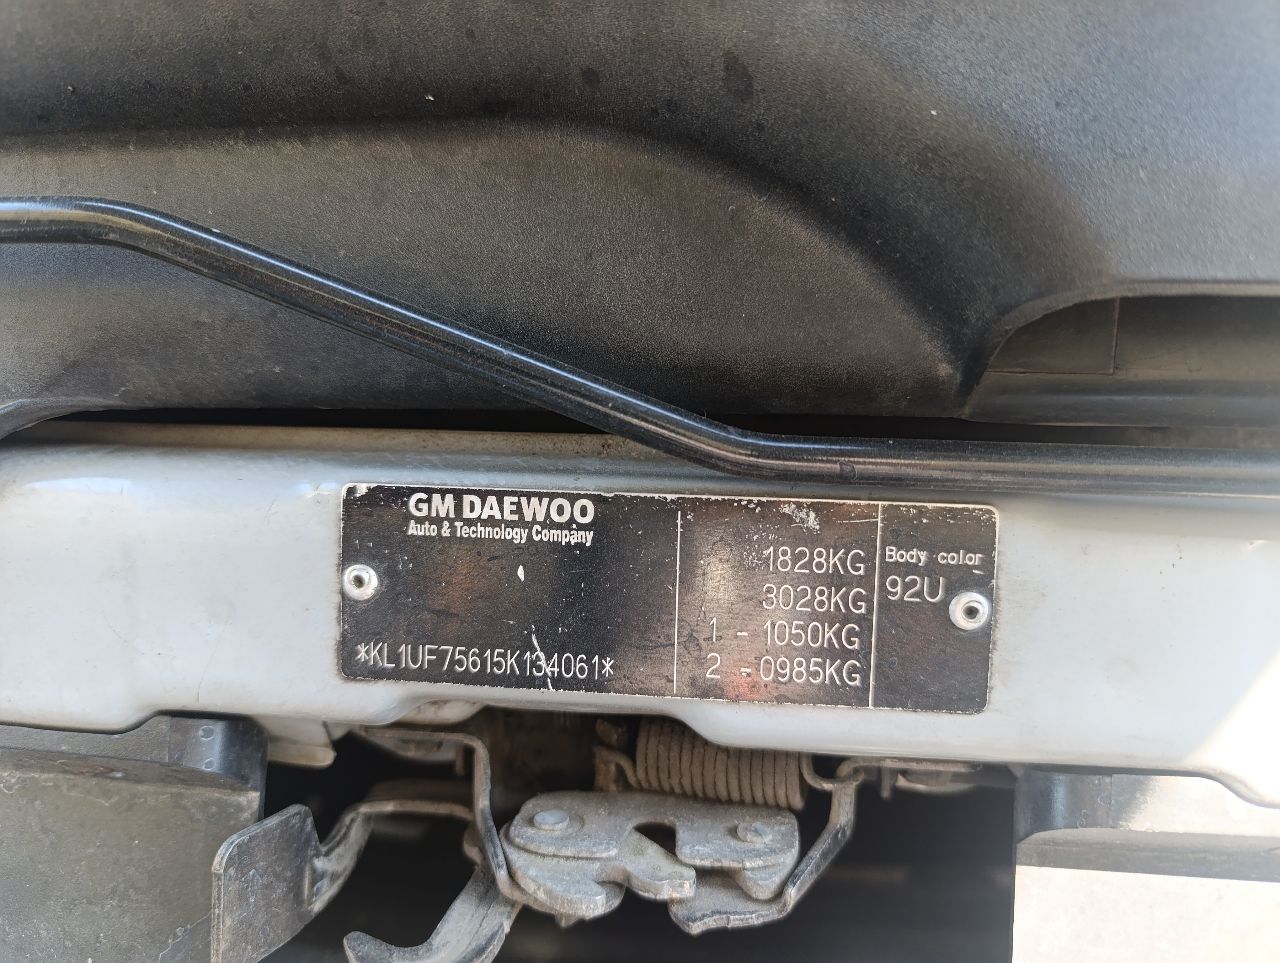 GM DAEWOO
Auto & Technology Company
*KL1UF75615K134061*
1828KG
3028KG
1 - 1050KG
2 - 0985KG
Body color
92U